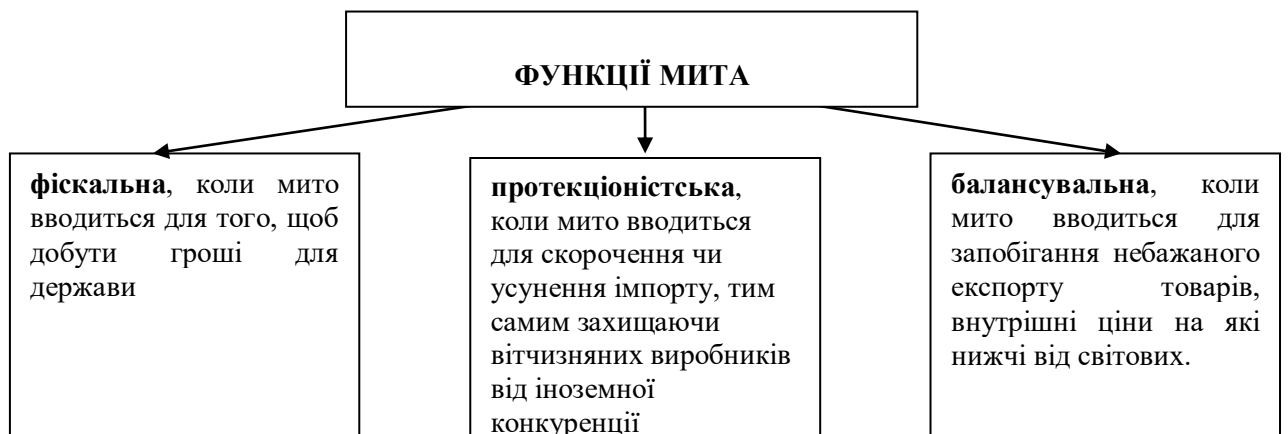 ФУНКЦІЇ МИТА
фіскальна, коли мито
вводиться для того, щоб
добути гроші для
держави
протекціоністська,
коли мито вводиться
для скорочення чи
усунення імпорту, тим
самим захищаючи
вітчизняних виробників
від іноземної
конкуренції
балансувальна, коли
мито вводиться для
запобігання небажаного
експорту товарів,
внутрішні ціни на які
нижчі від світових.